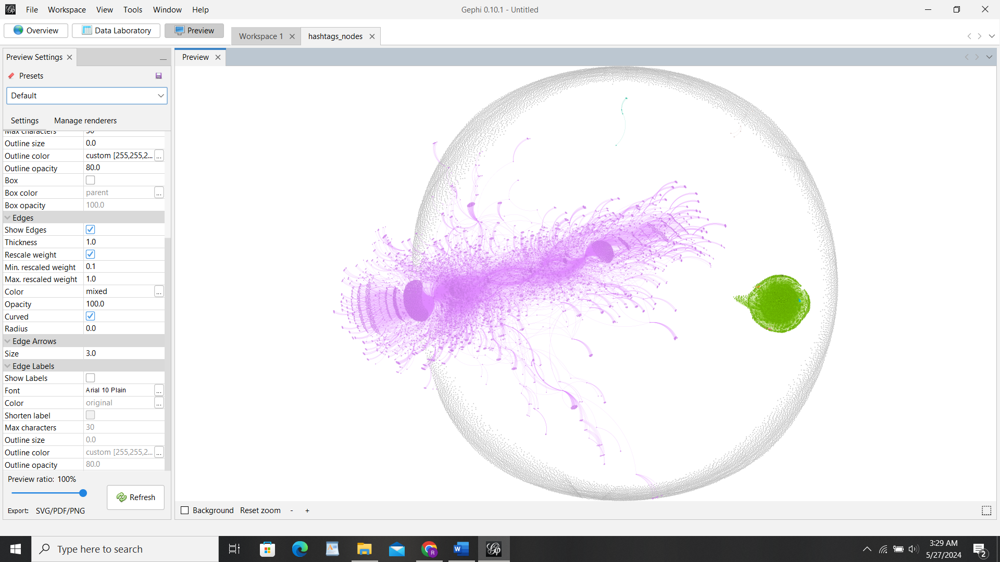 File Workspace View Tools Window Help
Gephi 0.10.1 - Untitled
Overview Data Laboratory Preview
Workspace 1 hashtags_nodes
Preview Settings
Preview
Presets
Default
Settings Manage renderers
Max characters 30
Outline size 0.0
Outline color custom [255,255,2... ...
Outline opacity 80.0
Box
Box color parent ...
Box opacity 100.0
Edges
Show Edges
Thickness 1.0
Rescale weight
Min. rescaled weight 0.1
Max. rescaled weight 1.0
Color mixed ...
Opacity 100.0
Curved
Radius 0.0
Edge Arrows
Size 3.0
Edge Labels
Show Labels
Font Arial 10 Plain ...
Color original ...
Shorten label
Max characters 30
Outline size 0.0
Outline color custom [255,255,2... ...
Outline opacity 80.0
Preview ratio: 100%
Refresh
Export: SVG/PDF/PNG
Background Reset zoom - +
Type here to search
3:29 AM
5/27/2024
2